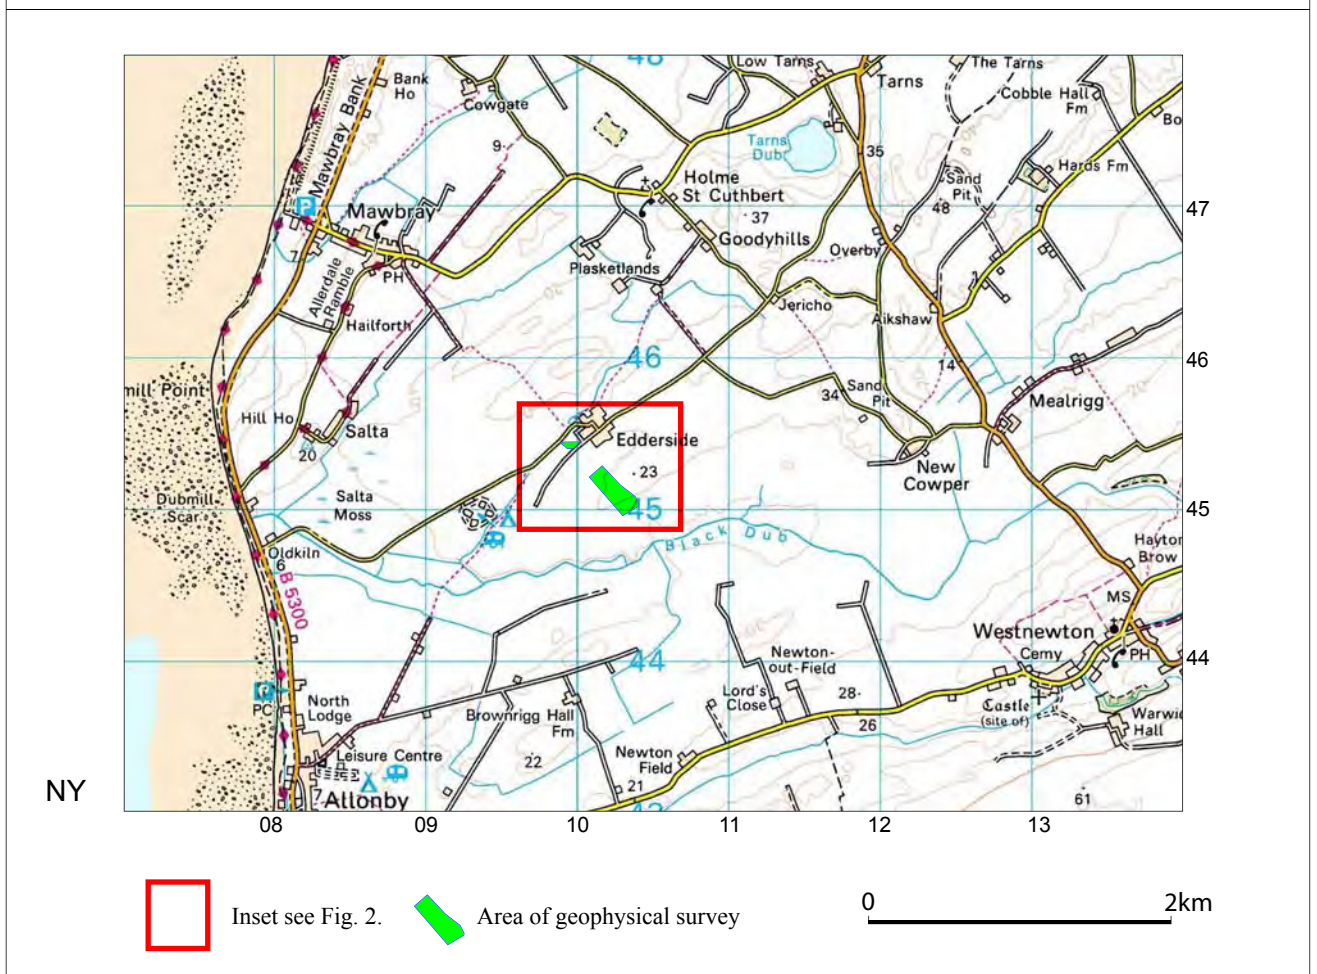 48
Bank
Ho
Low Tarns
Tarns
The Tarns
Cobble Hall
Fm
Cowgate
Bo
Mawbray Bank
9
Tarns
Dub
35
Hards Fm
Sand
Pit
Holme
St Cuthbert
48
37
P
Mawbray
47
Goodyhills
Overby
7
PH
Plasketlands
Allerdale
Ramble
Jericho
Hailforth
Aikshaw
46
46
14
mill Point
Sand
Pit
34
Mealrigg
Hill Ho
Salta
Edderside
20
23
New
Cowper
Dubmill
Scar
Salta
Moss
45
45
Black Dub
Oldkiln
6
Hayton
Brow
B 5300
MS
Westnewton
Cemy
PH
44
44
Newton-
out-Field
Lord's
Close
28
Castle
(site of)
PC
North
Lodge
26
Warwi
Hall
Brownrigg Hall
Fm
Leisure Centre
22
Newton
Field
21
61
Allonby
NY
08
09
10
11
12
13
Inset see Fig. 2.
Area of geophysical survey
0
2km